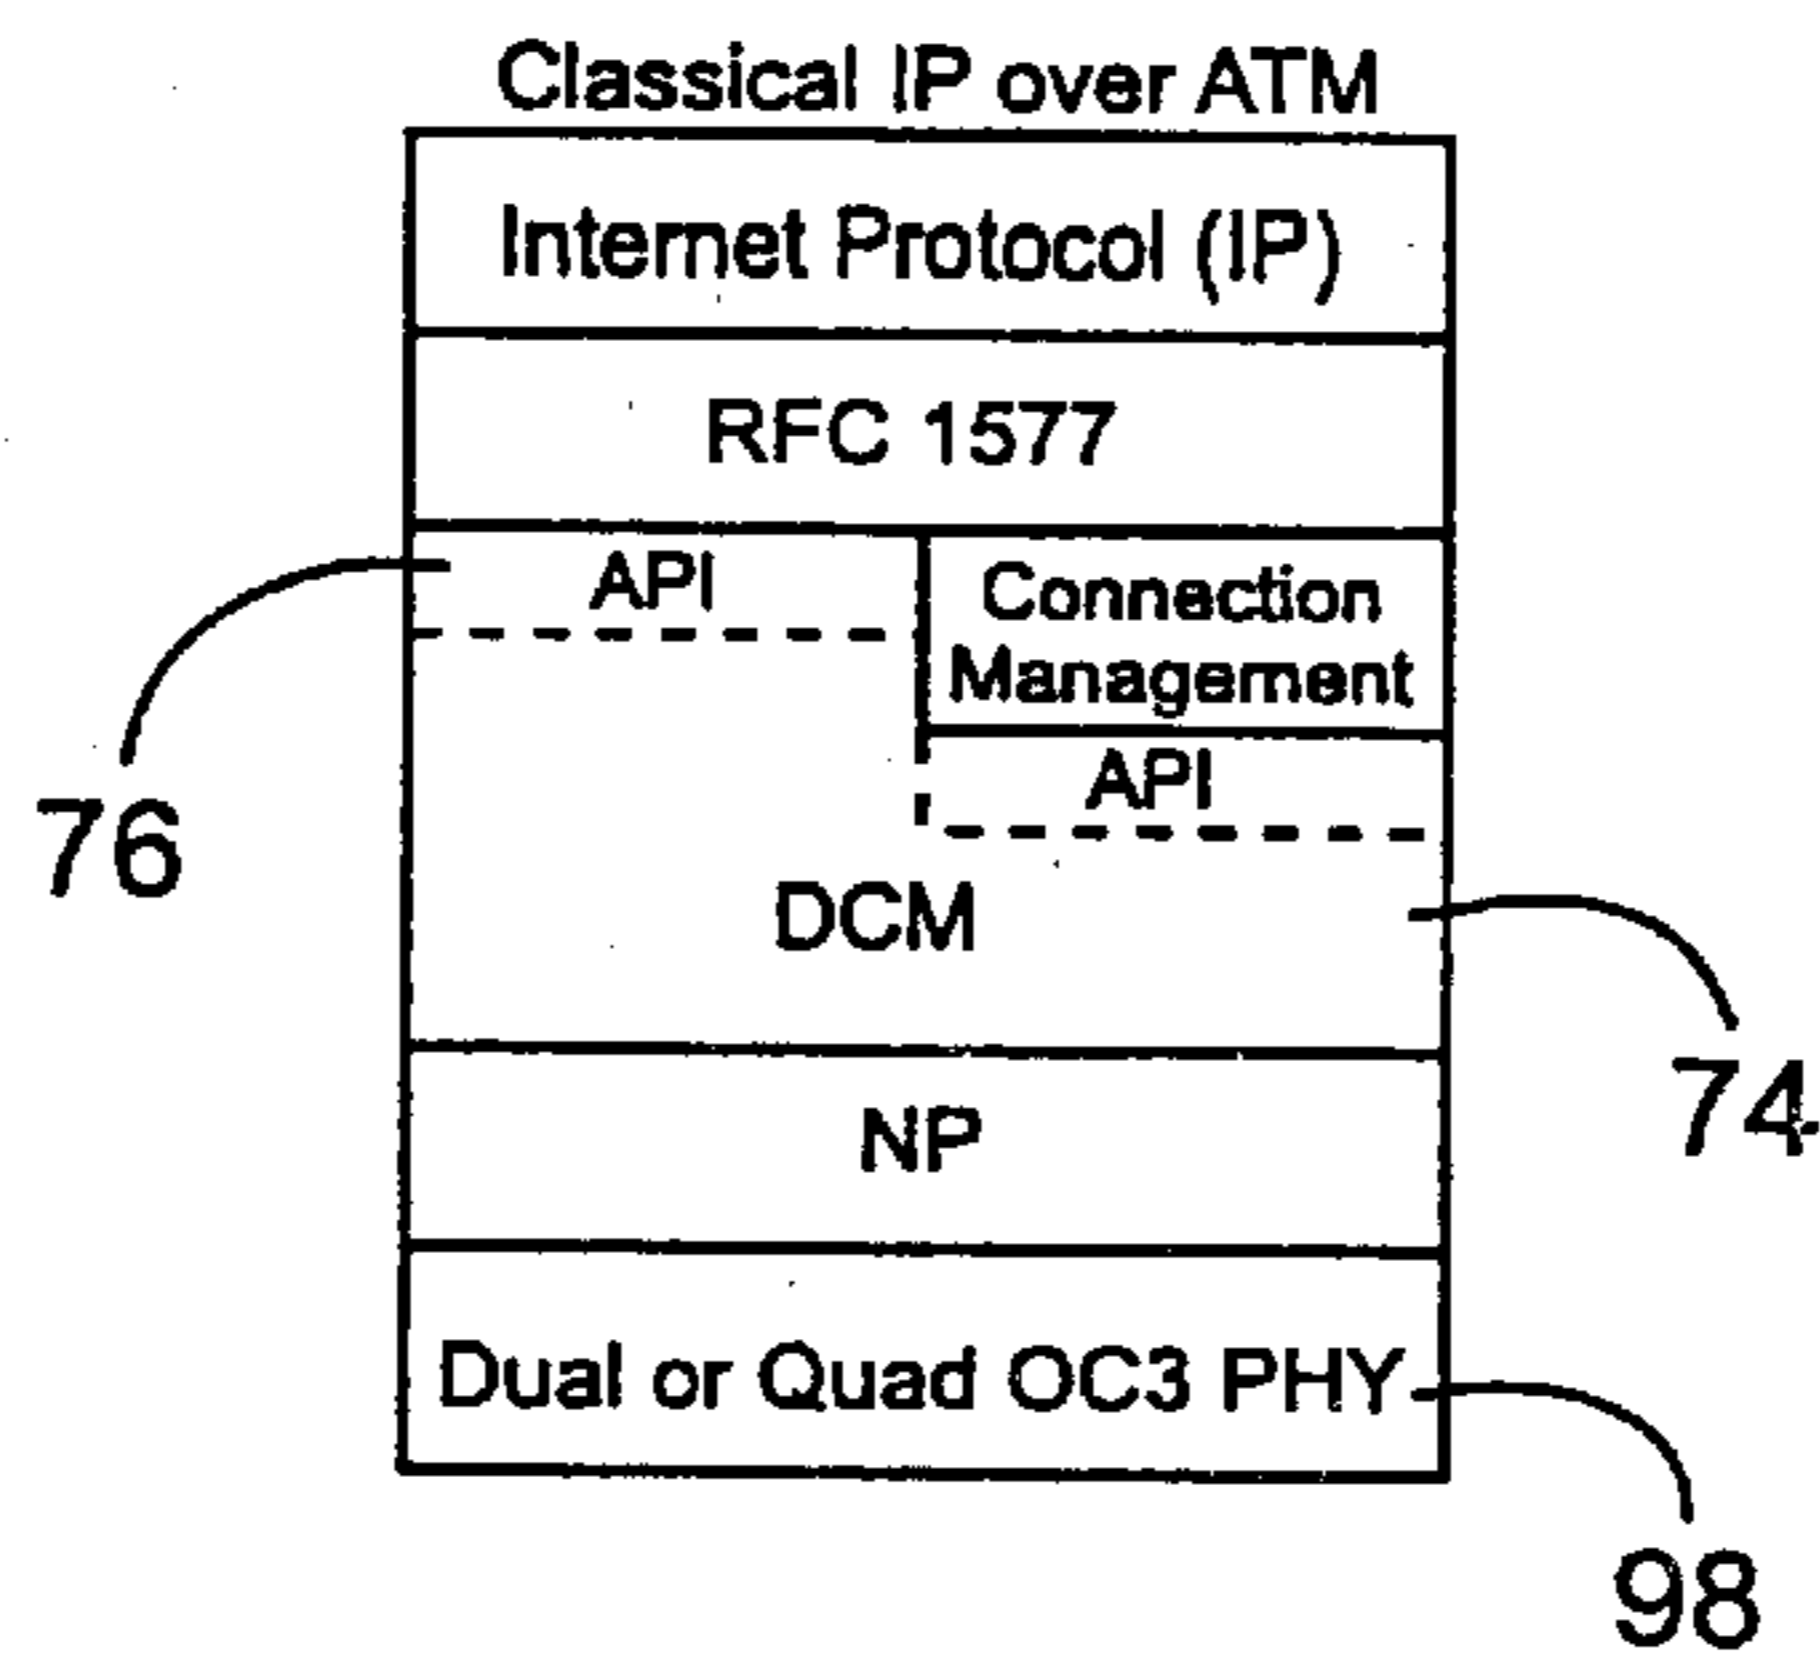 Classical IP over ATM
Internet Protocol (IP)
RFC 1577
API
Connection
Management
API
76
DCM
74
NP
Dual or Quad OC3 PHY
98